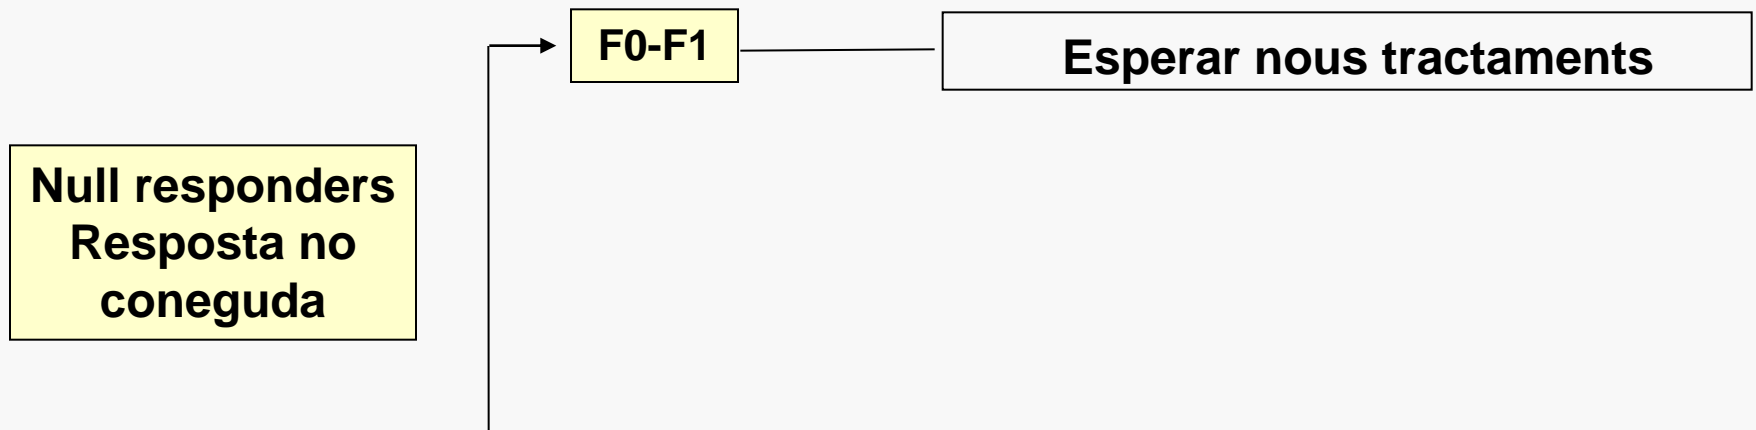 F0-F1
Esperar nous tractaments
Null responders
Resposta no
coneguda